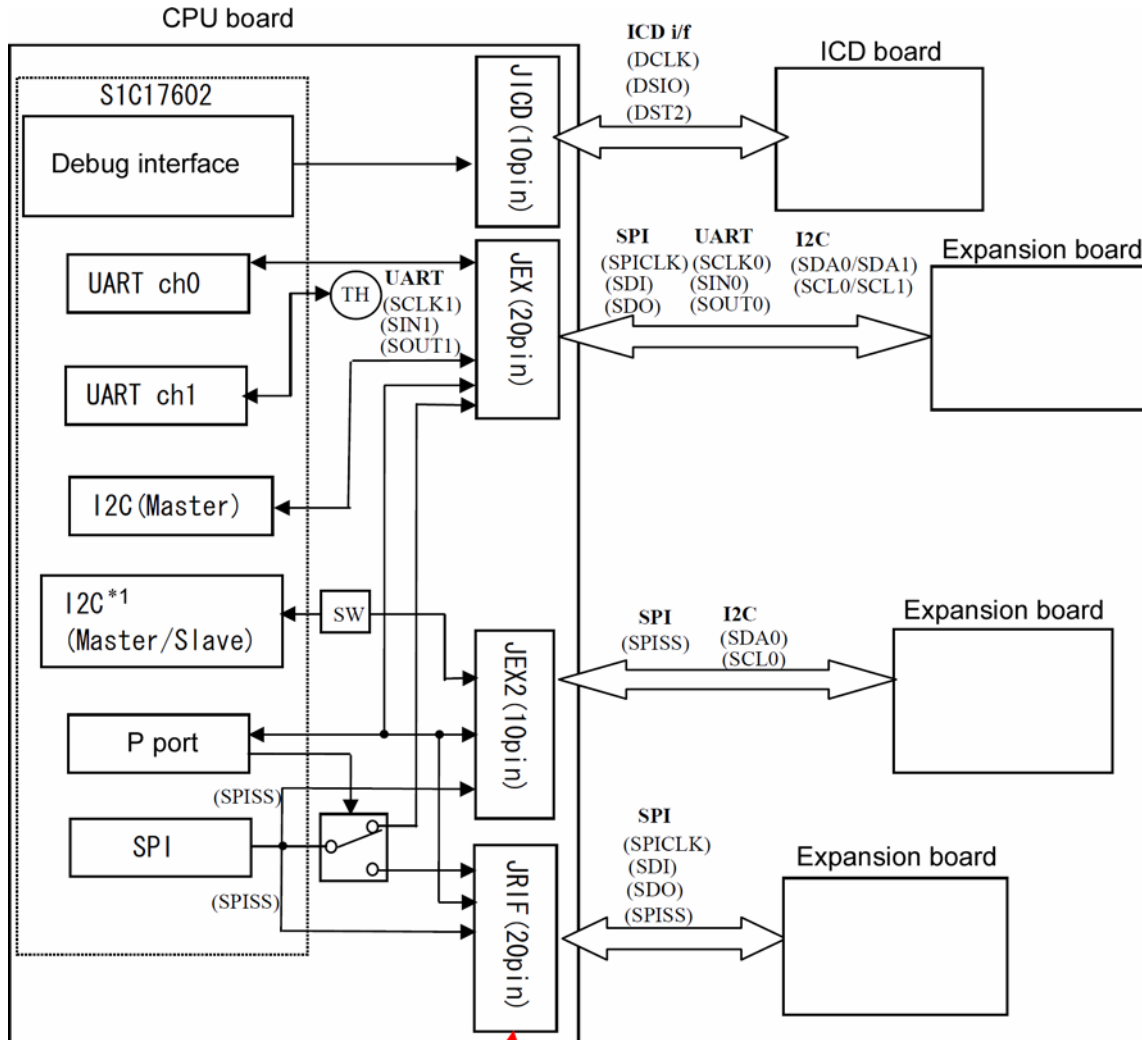 CPU board
S1C17602
Debug interface
JICD(10pin)
ICD i/f
(DCLK)
(DSIO)
(DST2)
ICD board
UART ch0
TH
UART
(SCLK1)
(SIN1)
(SOUT1)
UART ch1
JEX(20pin)
SPI
(SPICLK)
(SDI)
(SDO)
UART
(SCLK0)
(SIN0)
(SOUT0)
I2C
(SDA0/SDA1)
(SCL0/SCL1)
Expansion board
I2C(Master)
I2C*1
(Master/Slave)
SW
JEX2(10pin)
SPI
(SPISS)
I2C
(SDA0)
(SCL0)
Expansion board
P port
(SPISS)
SPI
(SPISS)
JRIF(20pin)
SPI
(SPICLK)
(SDI)
(SDO)
(SPISS)
Expansion board